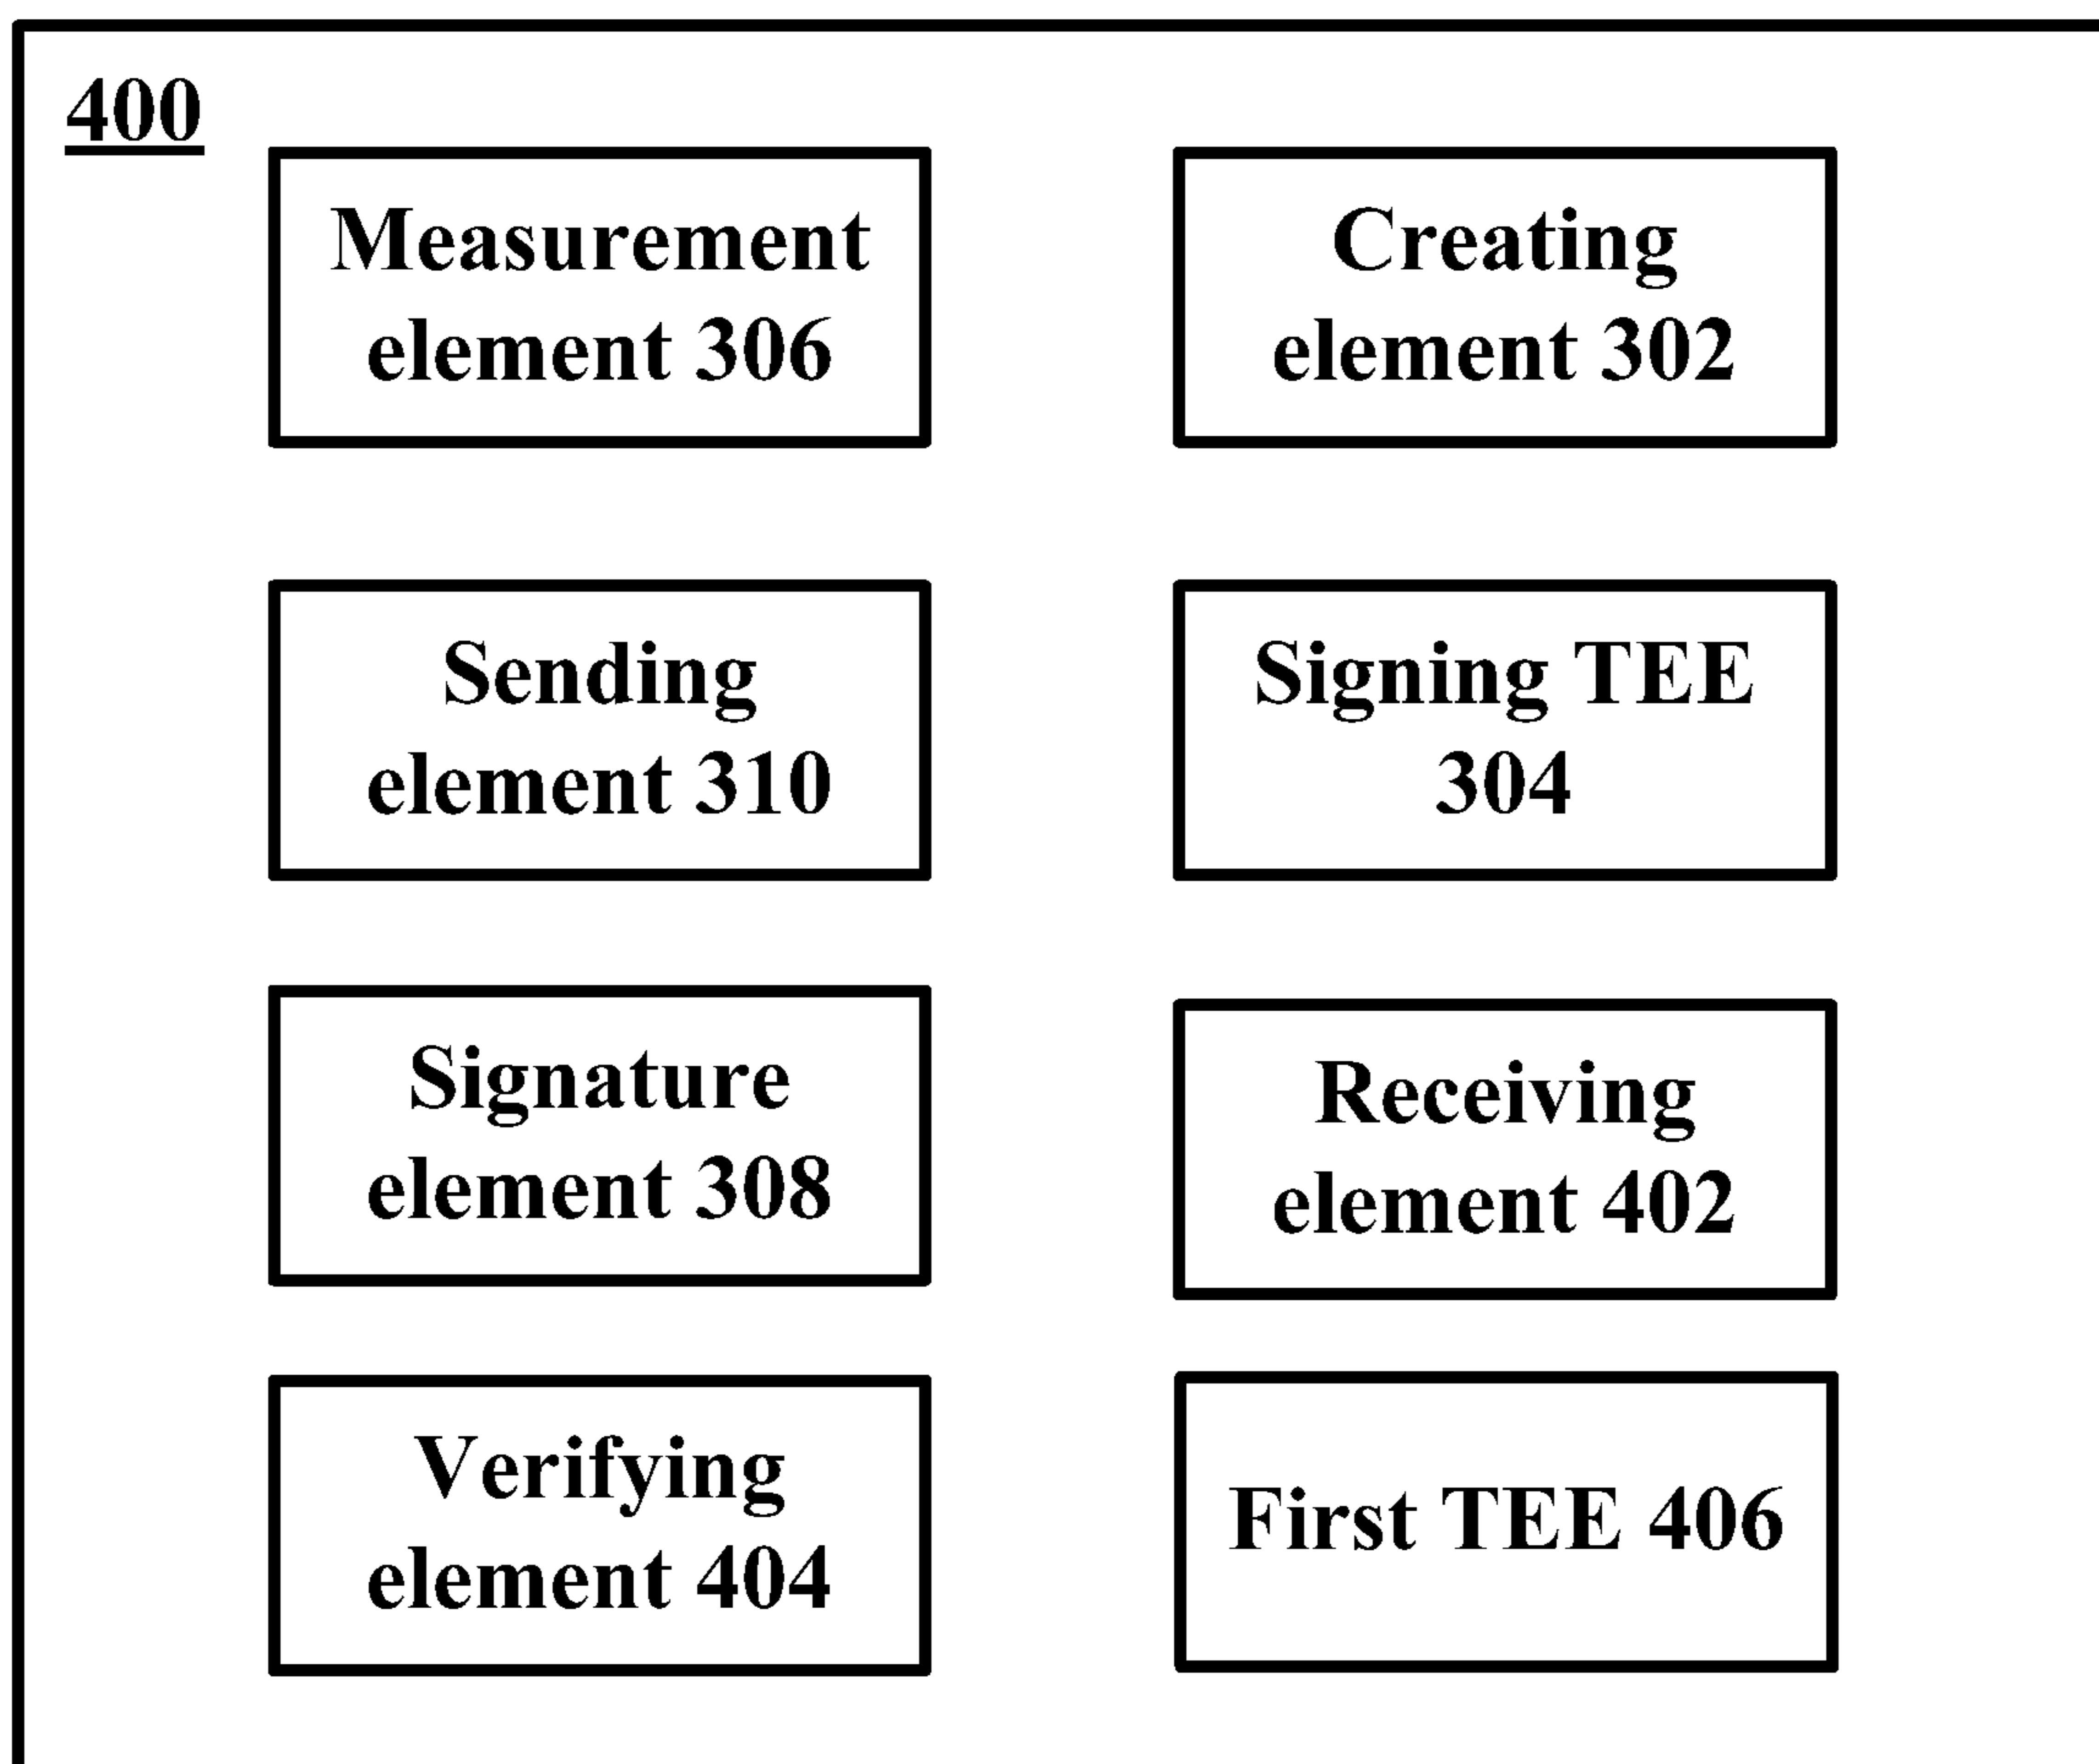 400
Measurement
element 306
Creating
element 302
Sending
element 310
Signing TEE
304
Signature
element 308
Receiving
element 402
Verifying
element 404
First TEE 406